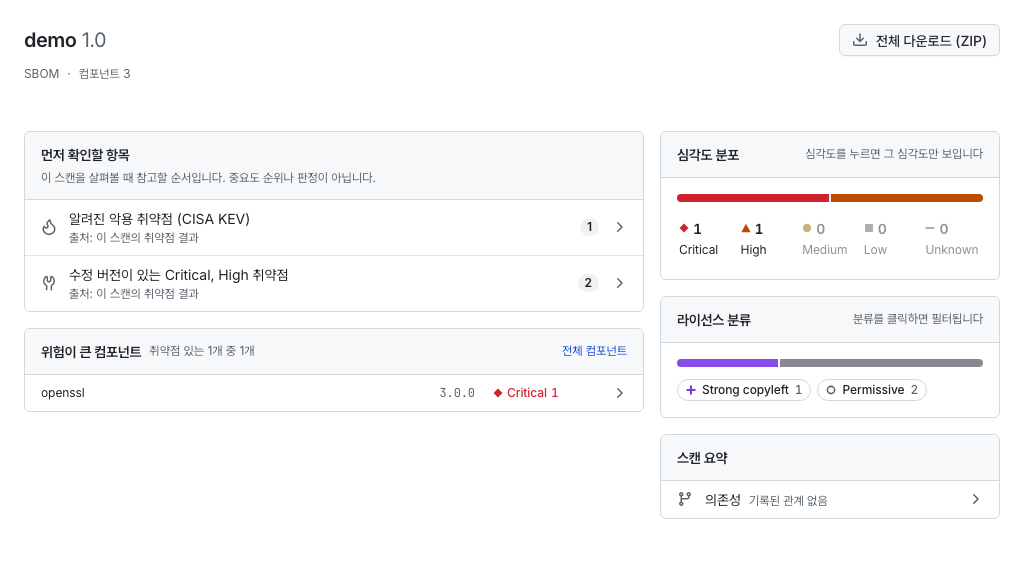 demo 1.0
전체 다운로드 (ZIP)
SBOM · 컴포넌트 3
먼저 확인할 항목
이 스캔을 살펴볼 때 참고할 순서입니다. 중요도 순위나 판정이 아닙니다.
알려진 악용 취약점 (CISA KEV)
출처: 이 스캔의 취약점 결과
1
수정 버전이 있는 Critical, High 취약점
출처: 이 스캔의 취약점 결과
2
위험이 큰 컴포넌트 취약점 있는 1개 중 1개
전체 컴포넌트
openssl 3.0.0 Critical 1
심각도 분포 심각도를 누르면 그 심각도만 보입니다
1 1 0 0 0
Critical High Medium Low Unknown
라이선스 분류 분류를 클릭하면 필터됩니다
Strong copyleft 1 Permissive 2
스캔 요약
의존성 기록된 관계 없음